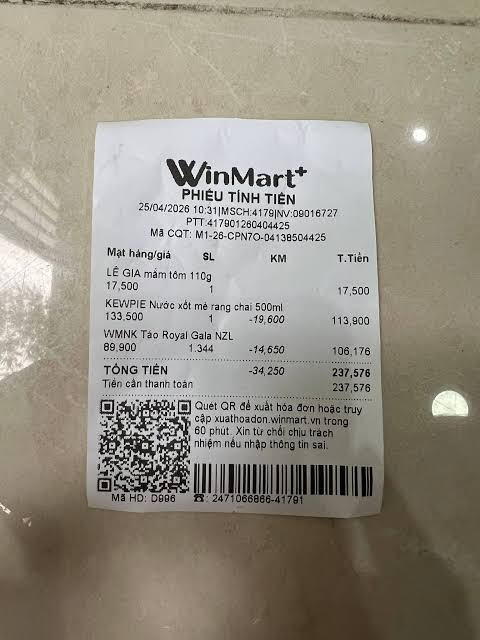 WinMart+
PHIẾU TÍNH TIỀN
25/04/2026 10:31|MSCH:4179|NV:09016727
PTT:417901260404425
Mã CQT: M1-26-CPN7O-04138504425
Mặt hàng/giá SL KM T.Tiền
LÊ GIA mắm tôm 110g
17,500 1 17,500
KEWPIE Nước xốt mè rang chai 500ml
133,500 1 -19,600 113,900
WMNK Táo Royal Gala NZL
89,900 1.344 -14,650 106,176
TỔNG TIỀN -34,250 237,576
Tiền cần thanh toán 237,576
Quét QR để xuất hóa đơn hoặc truy
cập xuathoadon.winmart.vn trong
60 phút. Xin từ chối chịu trách
nhiệm nếu nhập thông tin sai.
Mã HD: D996 ☎: 2471066866-41791